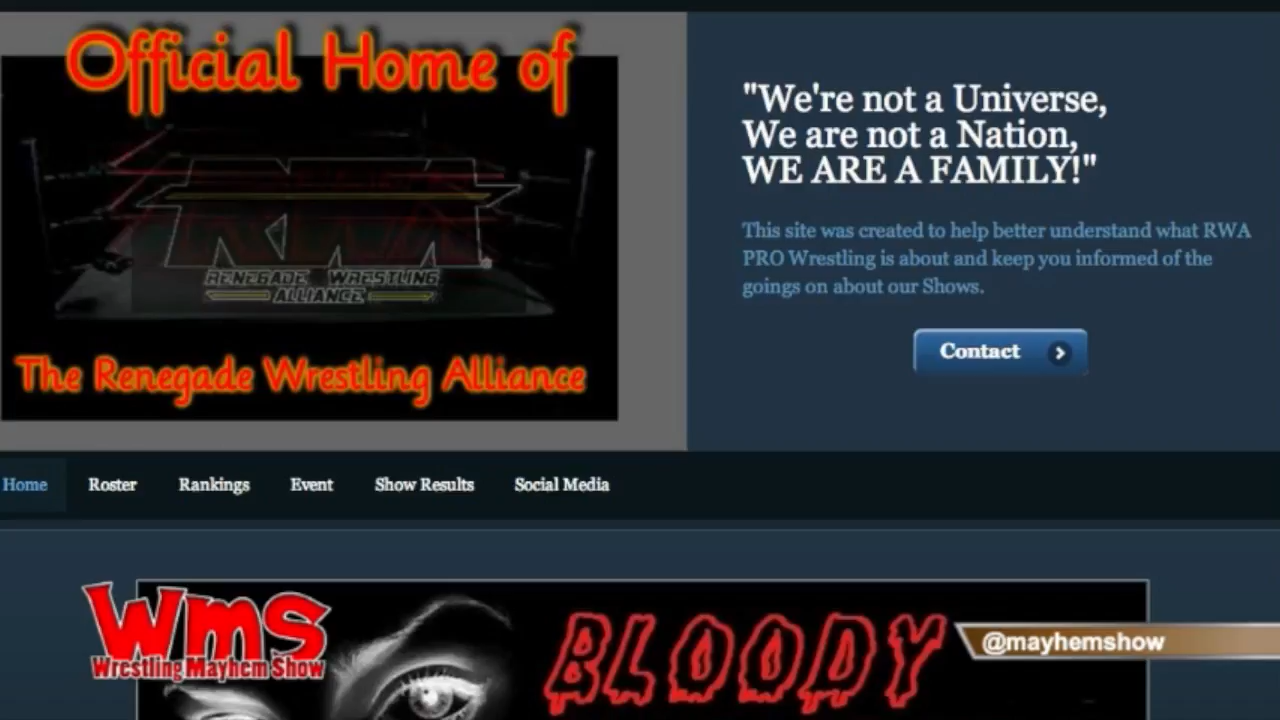 Official Home of
RWA
RENEGADE WRESTLING
ALLIANCE
The Renegade Wrestling Alliance
"We're not a Universe,
We are not a Nation,
WE ARE A FAMILY!"
This site was created to help better understand what RWA
PRO Wrestling is about and keep you informed of the
goings on about our Shows.
Contact
Home Roster Rankings Event Show Results Social Media
WMS
Wrestling Mayhem Show
BLOODY
@mayhemshow